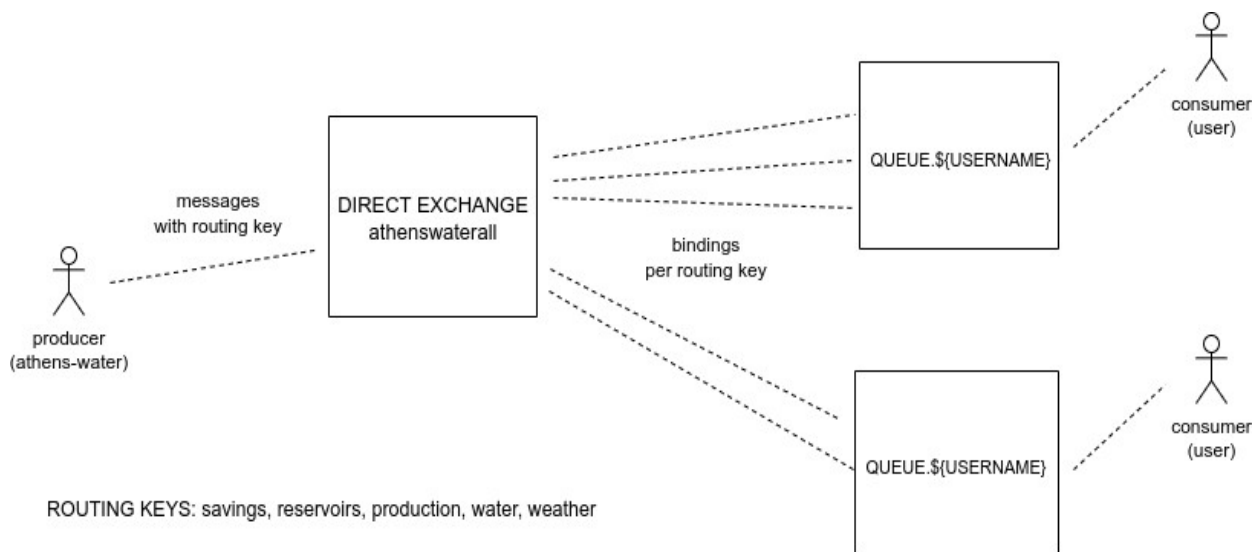 consumer
(user)
QUEUE.${USERNAME}
DIRECT EXCHANGE
athenswaterall
messages
with routing key
bindings
per routing key
producer
(athens-water)
consumer
(user)
QUEUE.${USERNAME}
ROUTING KEYS: savings, reservoirs, production, water, weather